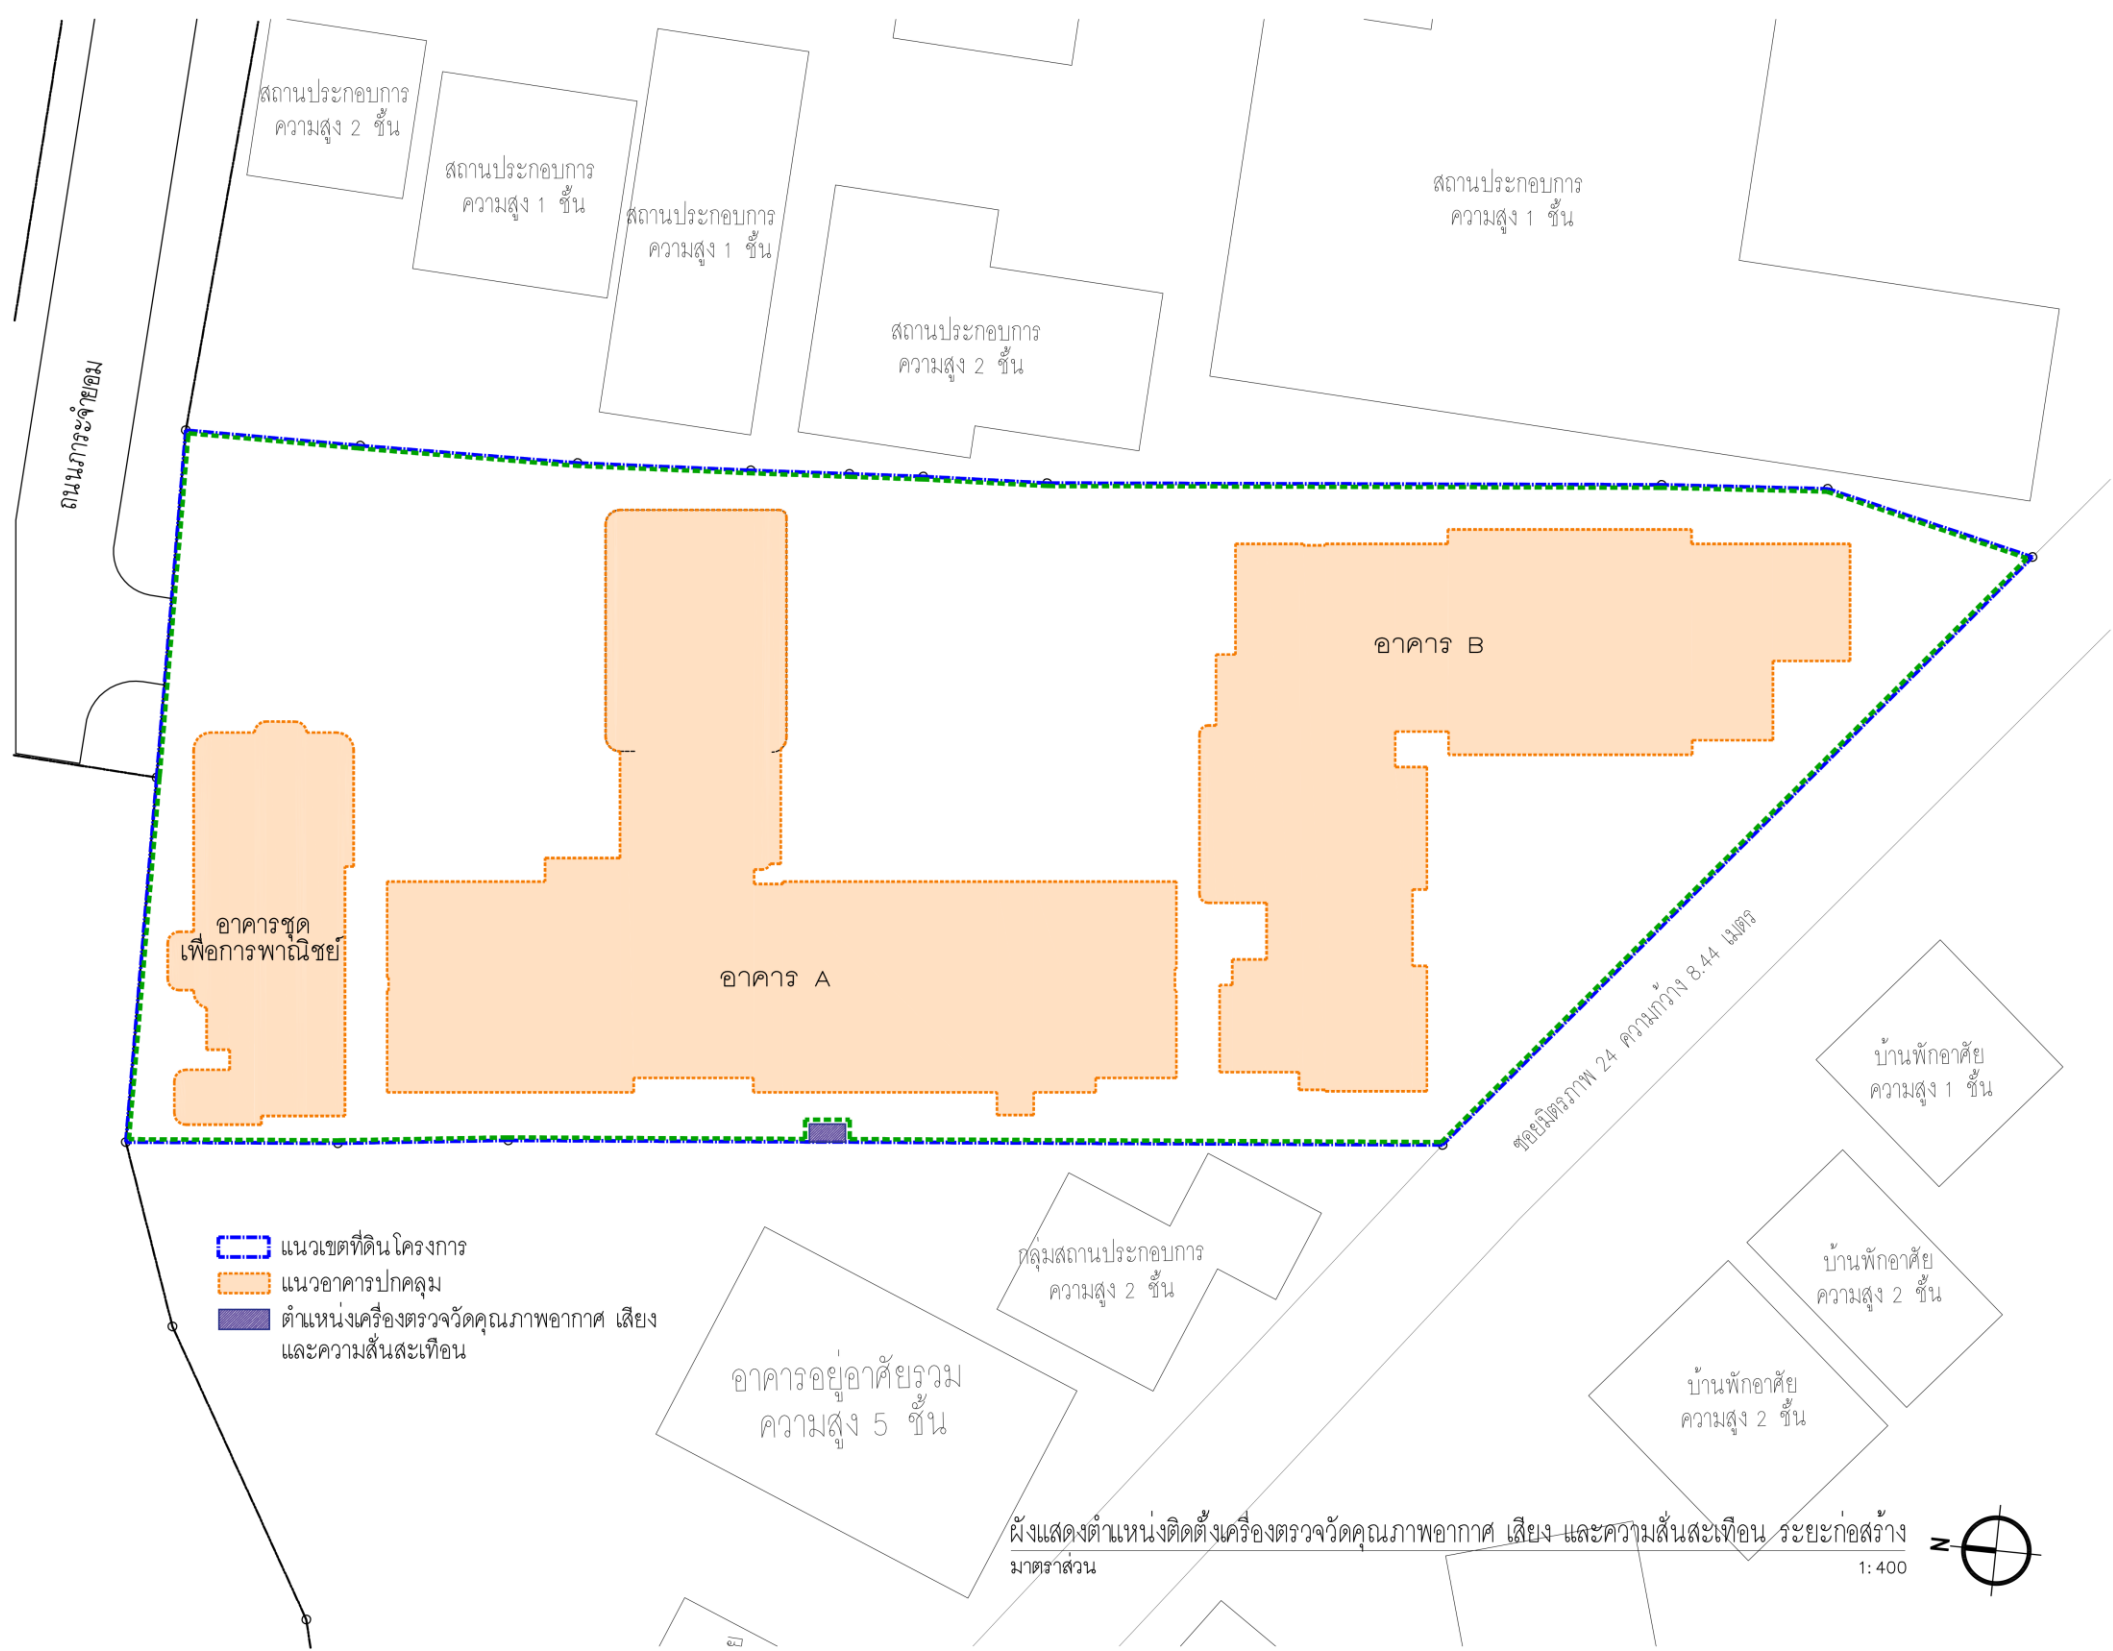 สถานประกอบการ
ความสูง 2 ชั้น
สถานประกอบการ
ความสูง 1 ชั้น
สถานประกอบการ
ความสูง 1 ชั้น
สถานประกอบการ
ความสูง 2 ชั้น
สถานประกอบการ
ความสูง 1 ชั้น
ถนนภาระจำยอม
อาคาร B
อาคารชุด
เพื่อการพาณิชย์
อาคาร A
ซอยมิตรภาพ 24 ความกว้าง 8.44 เมตร
บ้านพักอาศัย
ความสูง 1 ชั้น
บ้านพักอาศัย
ความสูง 2 ชั้น
บ้านพักอาศัย
ความสูง 2 ชั้น
กลุ่มสถานประกอบการ
ความสูง 2 ชั้น
อาคารอยู่อาศัยรวม
ความสูง 5 ชั้น
แนวเขตที่ดินโครงการ
แนวอาคารปกคลุม
ตำแหน่งเครื่องตรวจวัดคุณภาพอากาศ เสียง
และความสั่นสะเทือน
ผังแสดงตำแหน่งติดตั้งเครื่องตรวจวัดคุณภาพอากาศ เสียง และความสั่นสะเทือน ระยะก่อสร้าง
มาตราส่วน 1:400
N